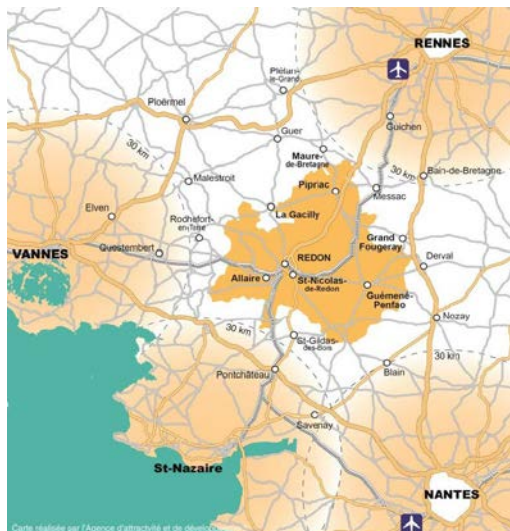 RENNES
Plélan-
le-Grand
Ploërmel
Guichen
Guer
30 km
Maure-
de-Bretagne
30 km
Bain-de-Bretagne
Malestroit
Pipriac
Messac
Elven
La Gacilly
Rochefort-
en-Terre
Grand
Fougeray
VANNES
Questembert
REDON
Derval
Allaire
St-Nicolas-
de-Redon
Guémené-
Penfao
Nozay
30 km
St-Gildas-
des-Bois
30 km
Blain
Pontchâteau
Savenay
St-Nazaire
NANTES
Carte réalisée par l'Agence d'attractivité et de